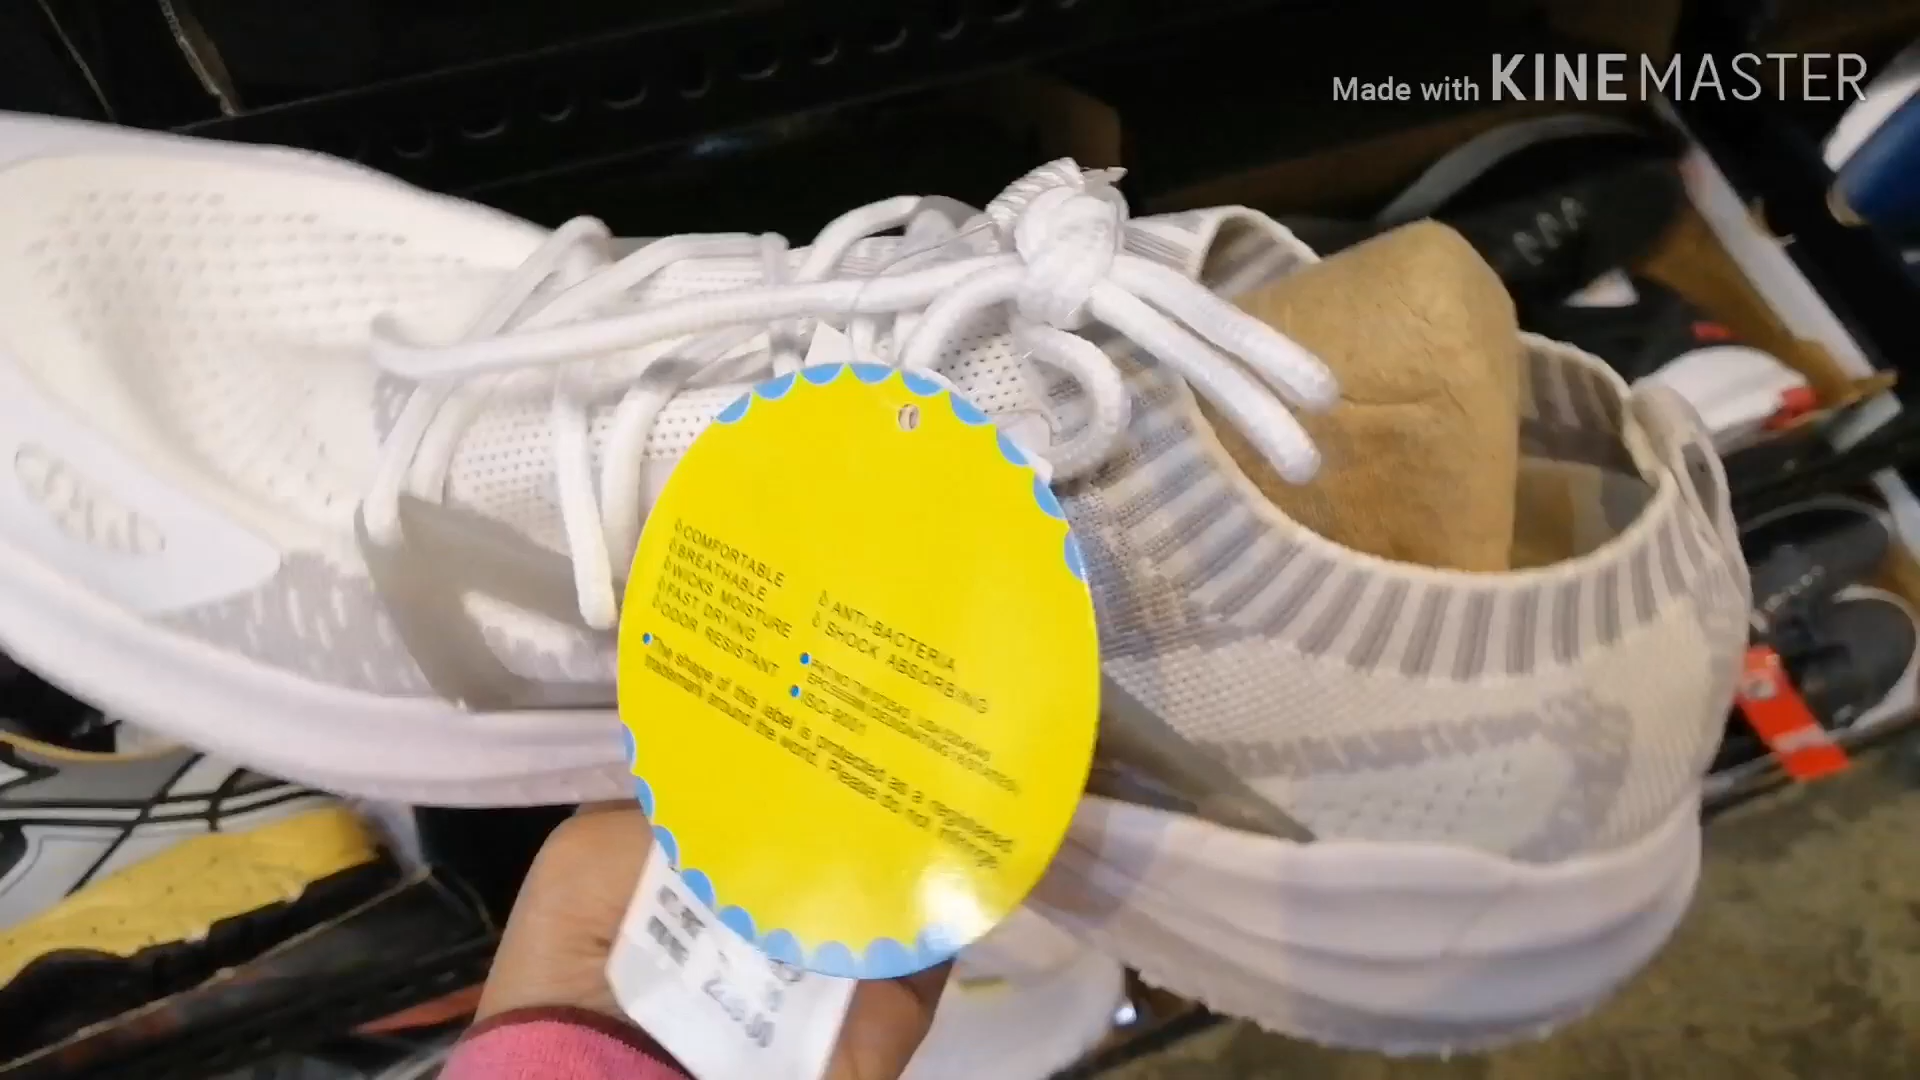 Made with KINEMASTER
COMFORTABLE
BREATHABLE
WICKS MOISTURE
FAST DRYING
ODOR RESISTANT
ANTI-BACTERIA
SHOCK ABSORBING
ISO-9001
The shape of this label is protected as a registered
trademark around the world. Please do not infringe.